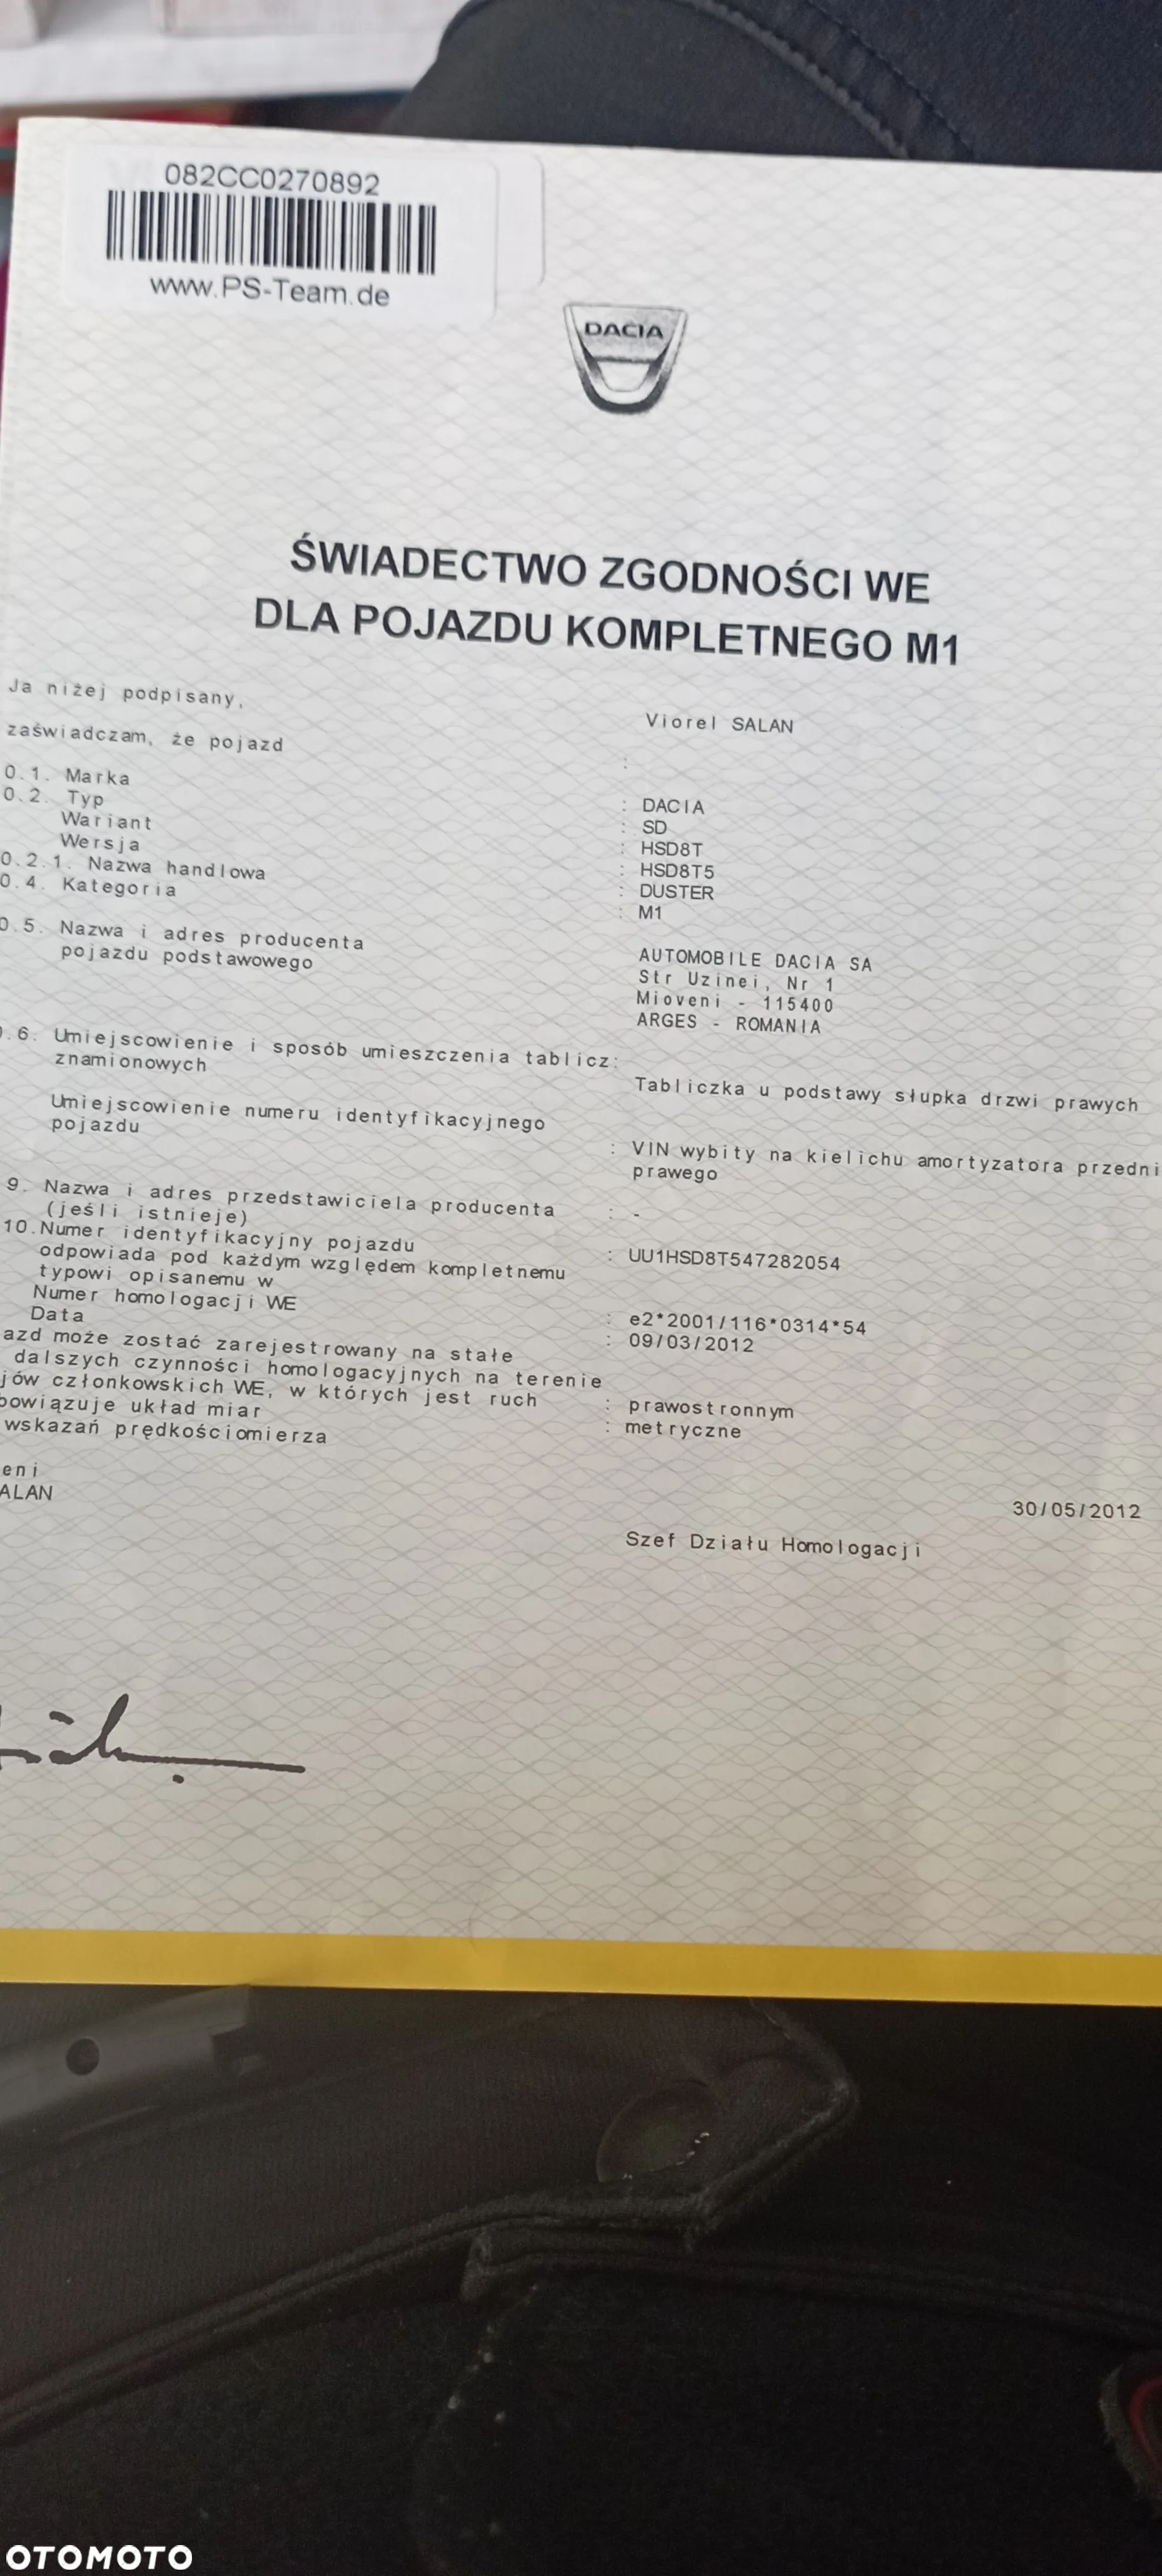 082CC0270892
www.PS-Team.de
DACIA
ŚWIADECTWO ZGODNOŚCI WE
DLA POJAZDU KOMPLETNEGO M1
Ja niżej podpisany,
Viorel SALAN
zaświadczam, że pojazd
:
0.1. Marka : DACIA
0.2. Typ : SD
Wariant : HSD8T
Wersja : HSD8T5
0.2.1. Nazwa handlowa : DUSTER
0.4. Kategoria : M1
0.5. Nazwa i adres producenta
pojazdu podstawowego
AUTOMOBILE DACIA SA
Str Uzinei, Nr 1
Mioveni - 115400
ARGES - ROMANIA
.6. Umiejscowienie i sposób umieszczenia tablicz:
znamionowych
Tabliczka u podstawy słupka drzwi prawych
Umiejscowienie numeru identyfikacyjnego
pojazdu
: VIN wybity na kielichu amortyzatora przedni
prawego
9. Nazwa i adres przedstawiciela producenta
(jeśli istnieje) : -
10. Numer identyfikacyjny pojazdu : UU1HSD8T547282054
odpowiada pod każdym względem kompletnemu
typowi opisanemu w
Numer homologacji WE : e2*2001/116*0314*54
Data : 09/03/2012
azd może zostać zarejestrowany na stałe
dalszych czynności homologacyjnych na terenie
jów członkowskich WE, w których jest ruch : prawostronnym
bowiązuje układ miar : metryczne
wskazań prędkościomierza
eni
30/05/2012
ALAN
Szef Działu Homologacji
OTOMOTO